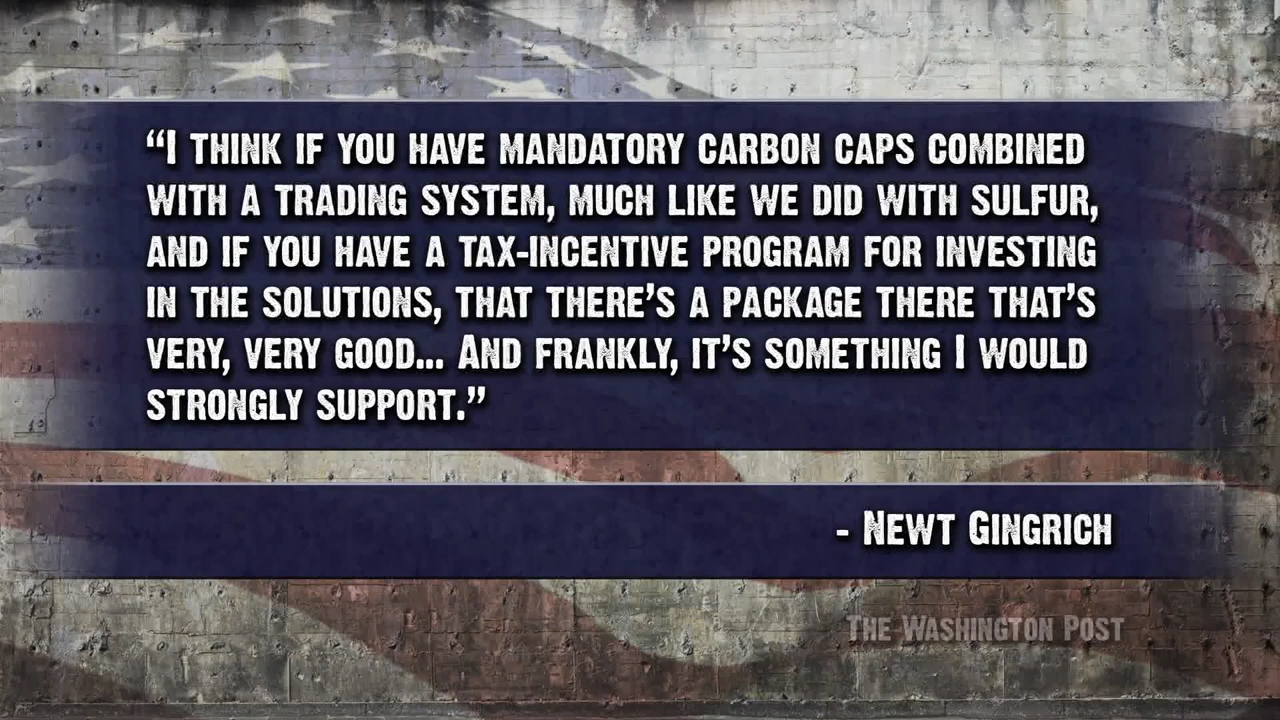 “I THINK IF YOU HAVE MANDATORY CARBON CAPS COMBINED
WITH A TRADING SYSTEM, MUCH LIKE WE DID WITH SULFUR,
AND IF YOU HAVE A TAX-INCENTIVE PROGRAM FOR INVESTING
IN THE SOLUTIONS, THAT THERE’S A PACKAGE THERE THAT’S
VERY, VERY GOOD... AND FRANKLY, IT’S SOMETHING I WOULD
STRONGLY SUPPORT.”
- NEWT GINGRICH
THE WASHINGTON POST